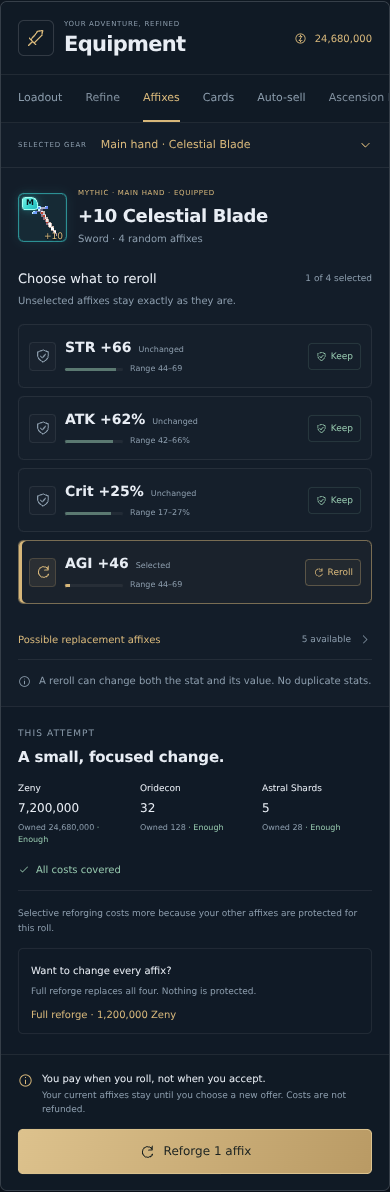 YOUR ADVENTURE, REFINED
Equipment
24,680,000
Loadout Refine Affixes Cards Auto-sell Ascension
SELECTED GEAR Main hand · Celestial Blade
MYTHIC · MAIN HAND · EQUIPPED
M
+10
+10 Celestial Blade
Sword · 4 random affixes
Choose what to reroll 1 of 4 selected
Unselected affixes stay exactly as they are.
STR +66 Unchanged
Range 44–69
Keep
ATK +62% Unchanged
Range 42–66%
Keep
Crit +25% Unchanged
Range 17–27%
Keep
AGI +46 Selected
Range 44–69
Reroll
Possible replacement affixes 5 available
A reroll can change both the stat and its value. No duplicate stats.
THIS ATTEMPT
A small, focused change.
Zeny Oridecon Astral Shards
7,200,000 32 5
Owned 24,680,000 · Enough Owned 128 · Enough Owned 28 · Enough
All costs covered
Selective reforging costs more because your other affixes are protected for
this roll.
Want to change every affix?
Full reforge replaces all four. Nothing is protected.
Full reforge · 1,200,000 Zeny
You pay when you roll, not when you accept.
Your current affixes stay until you choose a new offer. Costs are not
refunded.
Reforge 1 affix